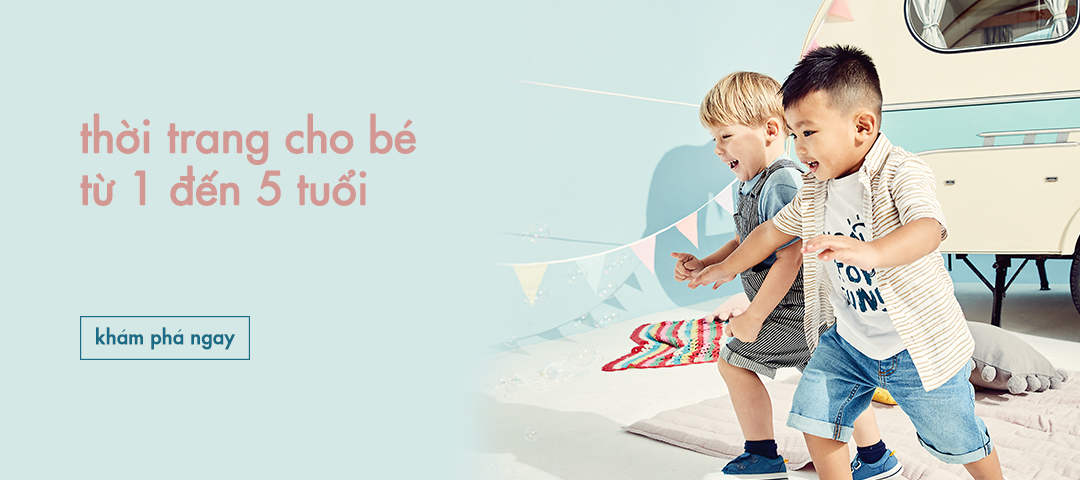 thời trang cho bé
từ 1 đến 5 tuổi
khám phá ngay